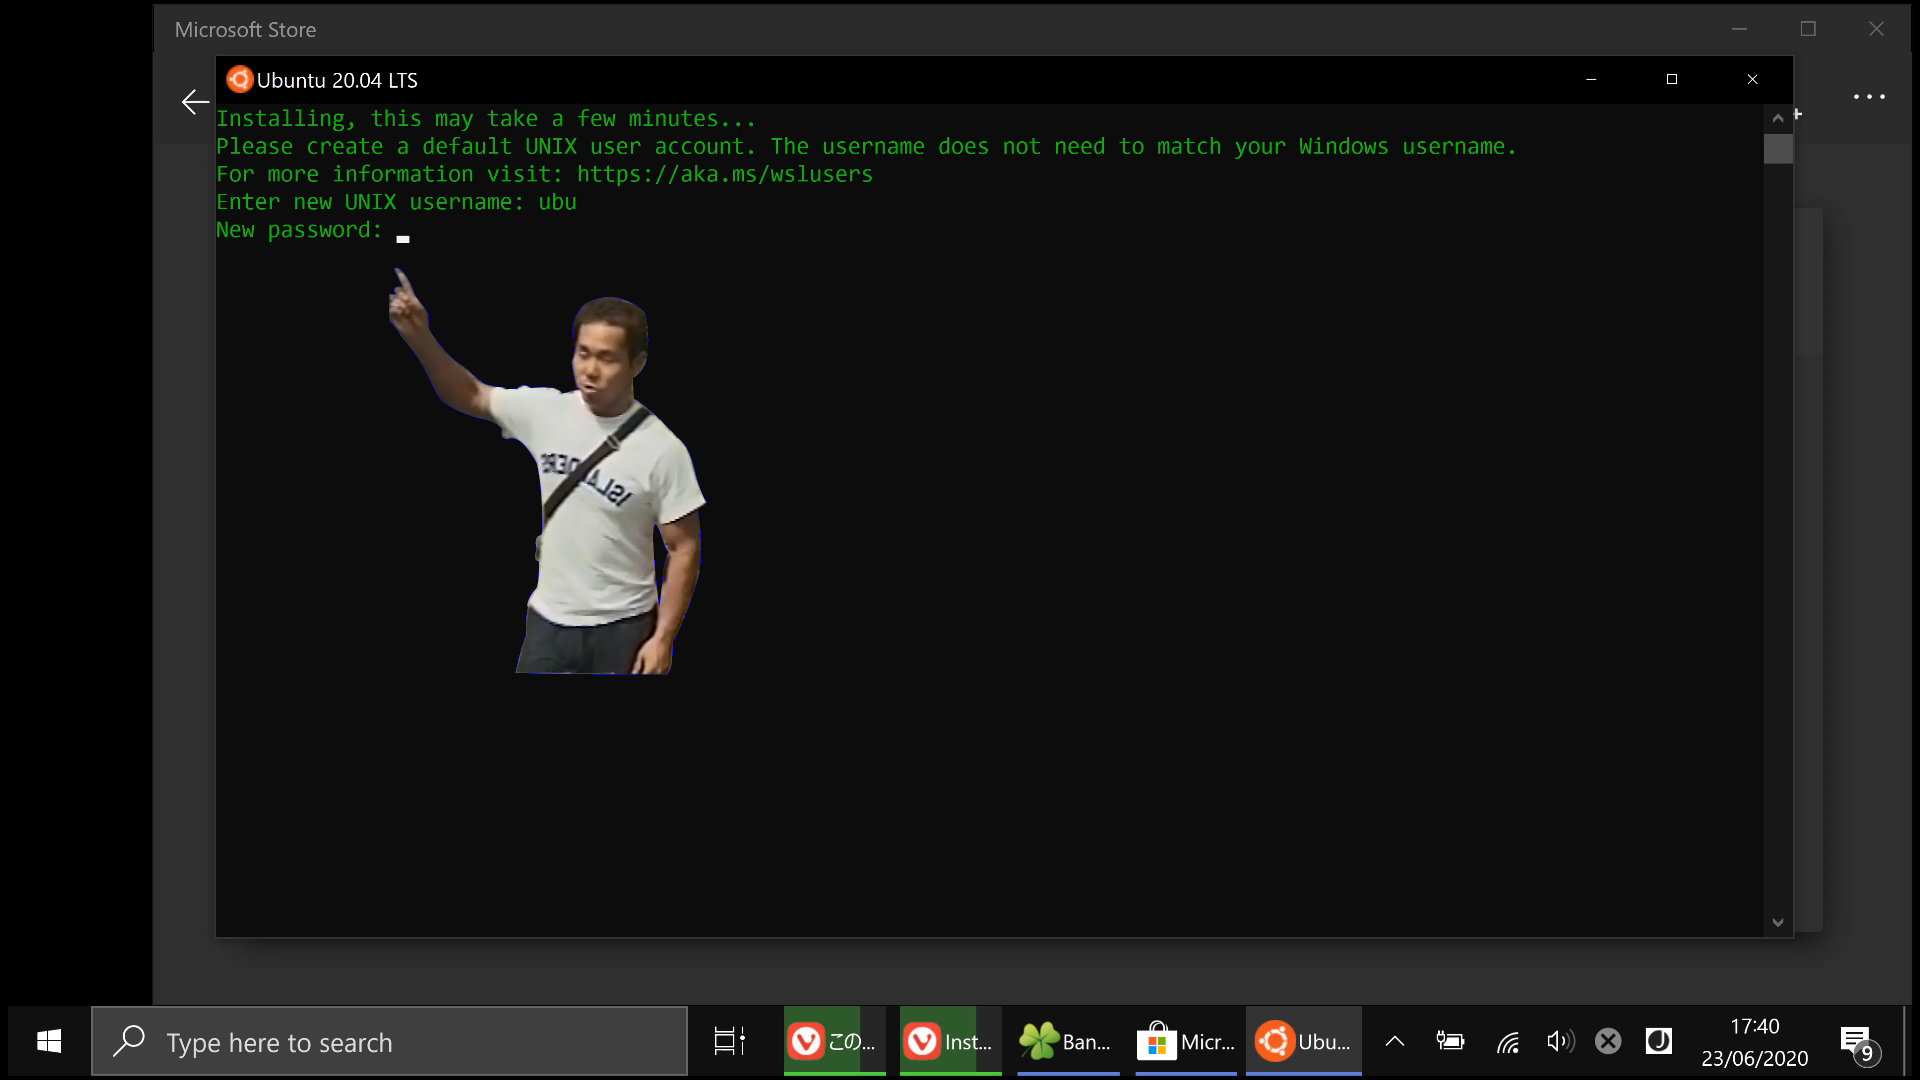 Microsoft Store
Ubuntu 20.04 LTS
Installing, this may take a few minutes...
Please create a default UNIX user account. The username does not need to match your Windows username.
For more information visit: https://aka.ms/wslusers
Enter new UNIX username: ubu
New password:
ISLANDERS
Type here to search
この...
Inst...
Ban...
Micr...
Ubu...
17:40
23/06/2020
9